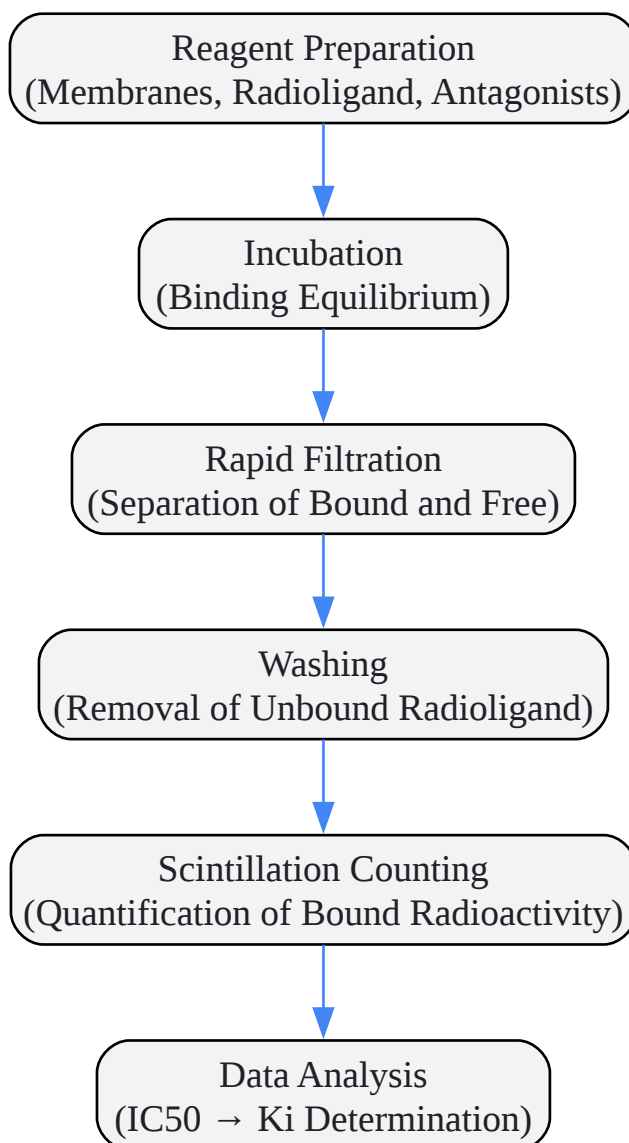 Reagent Preparation
(Membranes, Radioligand, Antagonists)
Incubation
(Binding Equilibrium)
Rapid Filtration
(Separation of Bound and Free)
Washing
(Removal of Unbound Radioligand)
Scintillation Counting
(Quantification of Bound Radioactivity)
Data Analysis
(IC50 → Ki Determination)